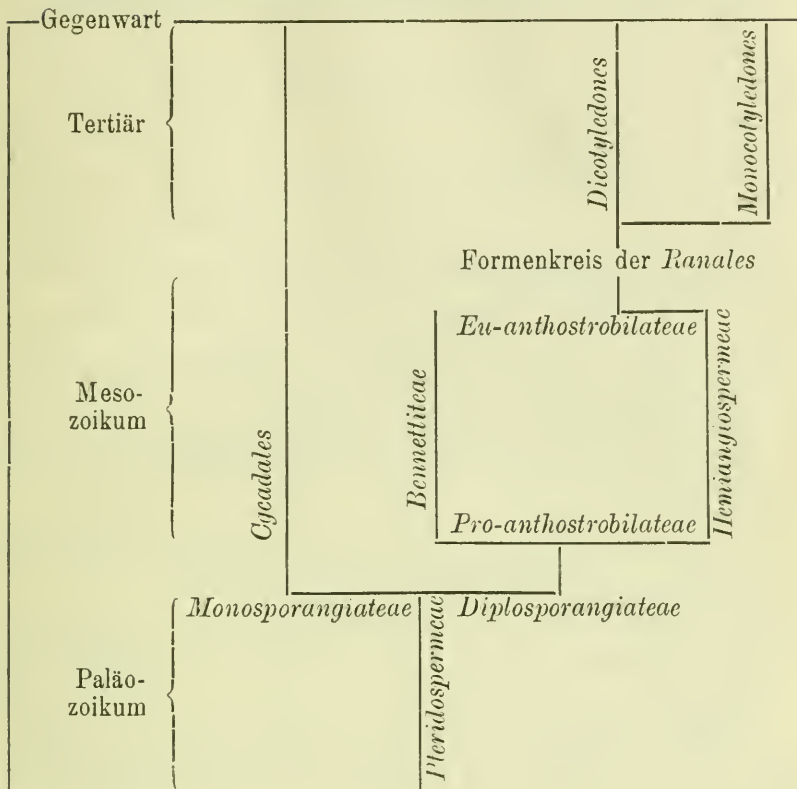 Gegenwart
Tertiär
Dicotyledones
Monocotyledones
Formenkreis der Ranales
Eu-anthostrobilateae
Meso-
zoikum
Cycadales
Bennettiteae
Hemiangiospermeae
Pro-anthostrobilateae
Monosporangiateae
Diplosporangiateae
Paläo-
zoikum
Pteridospermeae